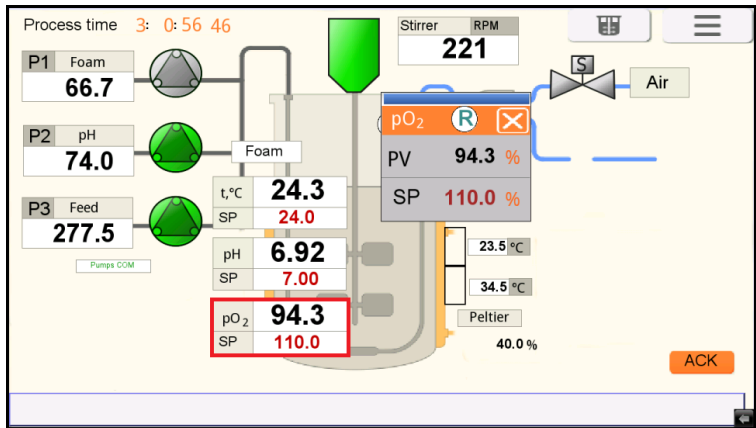 Process time 3: 0:56 46
Stirrer RPM
221
P1 Foam
66.7
S
Air
pO₂ R
PV 94.3 %
SP 110.0 %
P2 pH
74.0
Foam
t,°C 24.3
SP 24.0
P3 Feed
277.5
Pumps COM
pH 6.92
SP 7.00
23.5 °C
34.5 °C
pO₂ 94.3
SP 110.0
Peltier
40.0 %
ACK